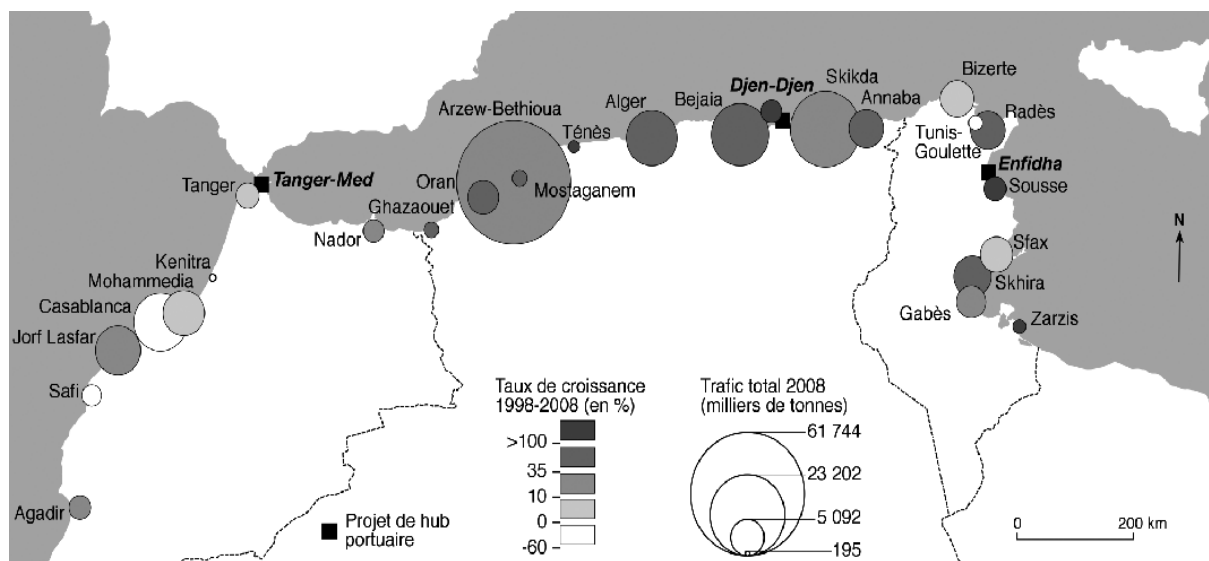 Bizerte
Skikda
Djen-Djen
Arzew-Bethioua
Alger
Bejaia
Annaba
Radès
Ténès
Tunis-
Goulette
Enfidha
Tanger
Tanger-Med
Oran
Mostaganem
Sousse
Ghazaouet
N
Nador
Sfax
Kenitra
Mohammedia
Skhira
Casablanca
Gabès
Zarzis
Jorf Lasfar
Safi
Taux de croissance
1998-2008 (en %)
>100
35
10
0
-60
Trafic total 2008
(milliers de tonnes)
61 744
23 202
5 092
195
Agadir
Projet de hub
portuaire
0 200 km